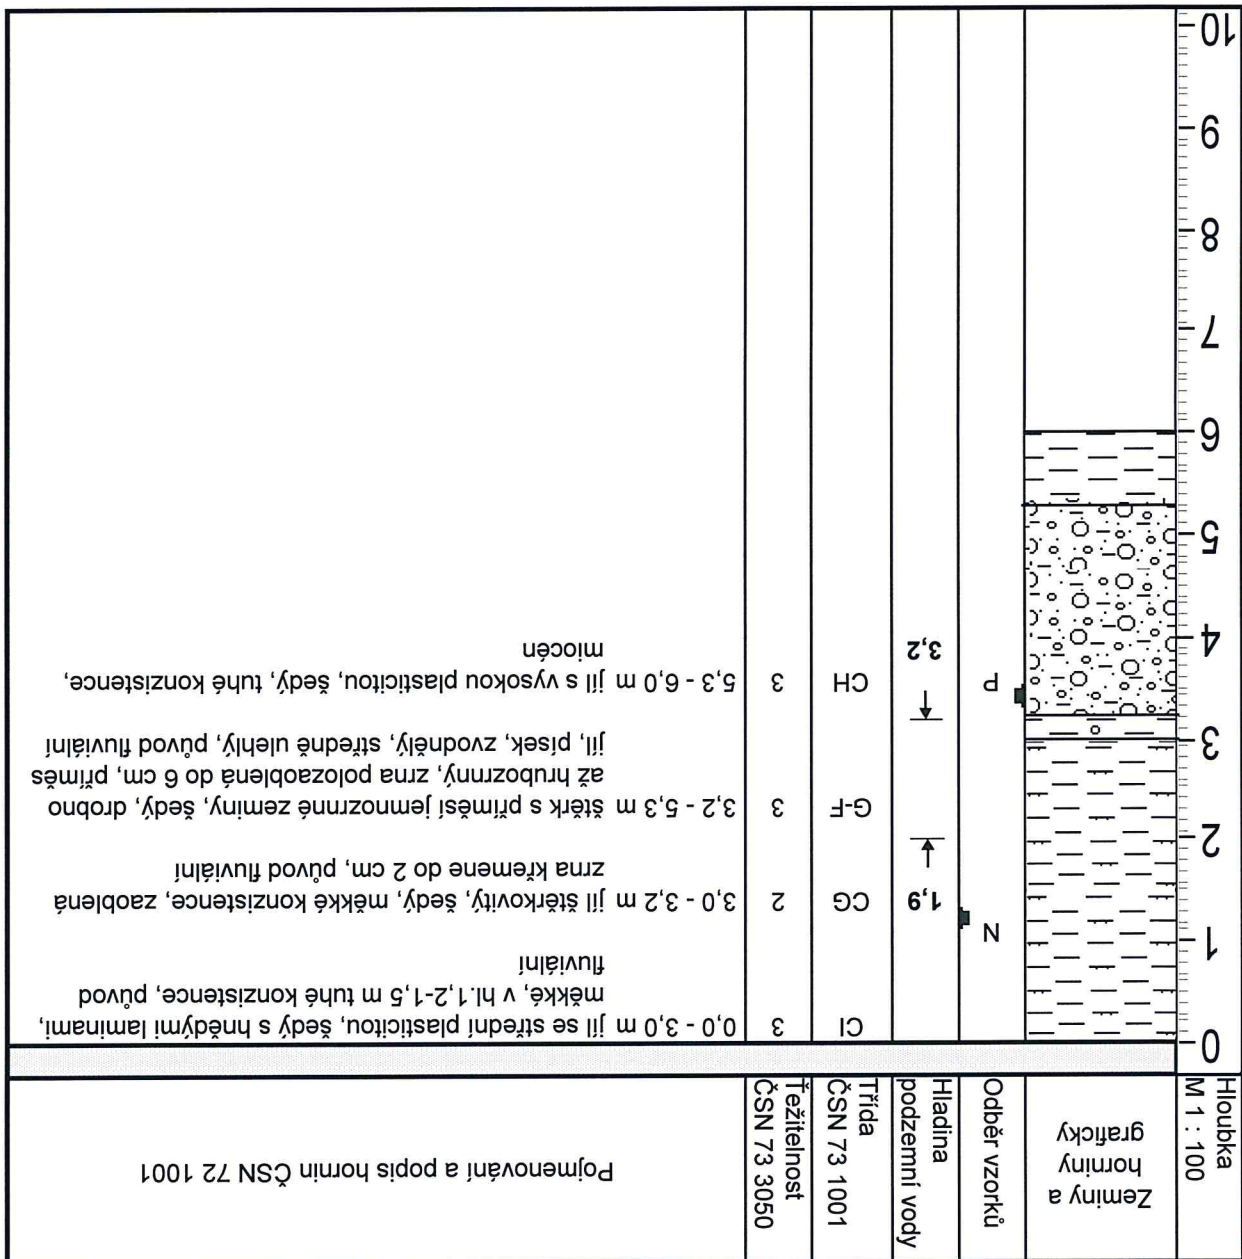 Hloubka
M 1 : 100
Zeminy a
horniny
graficky
Odběr vzorků
Hladina
podzemní vody
Třída
ČSN 73 1001
Težitelnost
ČSN 73 3050
Pojmenování a popis hornin ČSN 72 1001
0
CI
3
0,0 - 3,0 m jíl se střední plasticitou, šedý s hnědými laminami,
měkké, v hl.1,2-1,5 m tuhé konzistence, původ
fluviální
1
N
1,9
CG
2
3,0 - 3,2 m jíl štěrkovitý, šedý, měkké konzistence, zaoblená
zrna křemene do 2 cm, původ fluviální
2
G-F
3
3,2 - 5,3 m štěrk s příměsí jemnozrnné zeminy, šedý, drobno
až hrubozrnný, zrna polozaoblená do 6 cm, příměs
jíl, písek, zvodnělý, středně ulehlý, původ fluviální
3
P
3,2
CH
3
5,3 - 6,0 m jíl s vysokou plasticitou, šedý, tuhé konzistence,
miocén
4
5
6
7
8
9
10